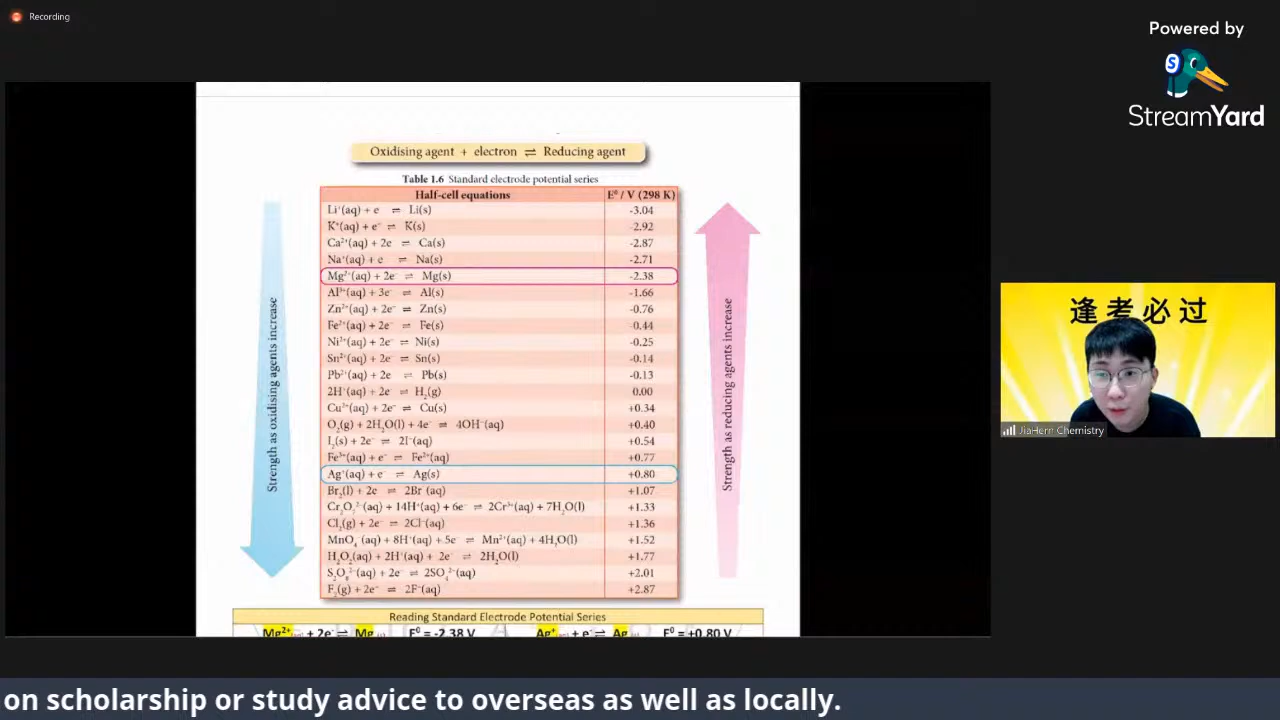 Recording
Powered by
S
StreamYard
Oxidising agent + electron ⇌ Reducing agent
Table 1.6 Standard electrode potential series
Half-cell equations E⁰ / V (298 K)
Li⁺(aq) + e ⇌ Li(s) -3.04
K⁺(aq) + e⁻ ⇌ K(s) -2.92
Ca²⁺(aq) + 2e ⇌ Ca(s) -2.87
Na⁺(aq) + e ⇌ Na(s) -2.71
Mg²⁺(aq) + 2e⁻ ⇌ Mg(s) -2.38
Al³⁺(aq) + 3e ⇌ Al(s) -1.66
Zn²⁺(aq) + 2e⁻ ⇌ Zn(s) -0.76
Fe²⁺(aq) + 2e⁻ ⇌ Fe(s) -0.44
Ni²⁺(aq) + 2e⁻ ⇌ Ni(s) -0.25
Sn²⁺(aq) + 2e⁻ ⇌ Sn(s) -0.14
Pb²⁺(aq) + 2e ⇌ Pb(s) -0.13
2H⁺(aq) + 2e ⇌ H₂(g) 0.00
Cu²⁺(aq) + 2e⁻ ⇌ Cu(s) +0.34
O₂(g) + 2H₂O(l) + 4e⁻ ⇌ 4OH⁻(aq) +0.40
I₂(s) + 2e⁻ ⇌ 2I⁻(aq) +0.54
Fe³⁺(aq) + e⁻ ⇌ Fe²⁺(aq) +0.77
Ag⁺(aq) + e⁻ ⇌ Ag(s) +0.80
Br₂(l) + 2e ⇌ 2Br⁻(aq) +1.07
Cr₂O₇²⁻(aq) + 14H⁺(aq) + 6e⁻ ⇌ 2Cr³⁺(aq) + 7H₂O(l) +1.33
Cl₂(g) + 2e⁻ ⇌ 2Cl⁻(aq) +1.36
MnO₄⁻(aq) + 8H⁺(aq) + 5e⁻ ⇌ Mn²⁺(aq) + 4H₂O(l) +1.52
H₂O₂(aq) + 2H⁺(aq) + 2e⁻ ⇌ 2H₂O(l) +1.77
S₂O₈²⁻(aq) + 2e⁻ ⇌ 2SO₄²⁻(aq) +2.01
F₂(g) + 2e⁻ ⇌ 2F⁻(aq) +2.87
Strength as oxidising agents increase
Strength as reducing agents increase
Reading Standard Electrode Potential Series
Mg²⁺(aq) + 2e⁻ ⇌ Mg (s) E⁰ = -2.38 V Ag⁺(aq) + e⁻ ⇌ Ag (s) E⁰ = +0.80 V
逢考必过
JiaHern Chemistry
on scholarship or study advice to overseas as well as locally.